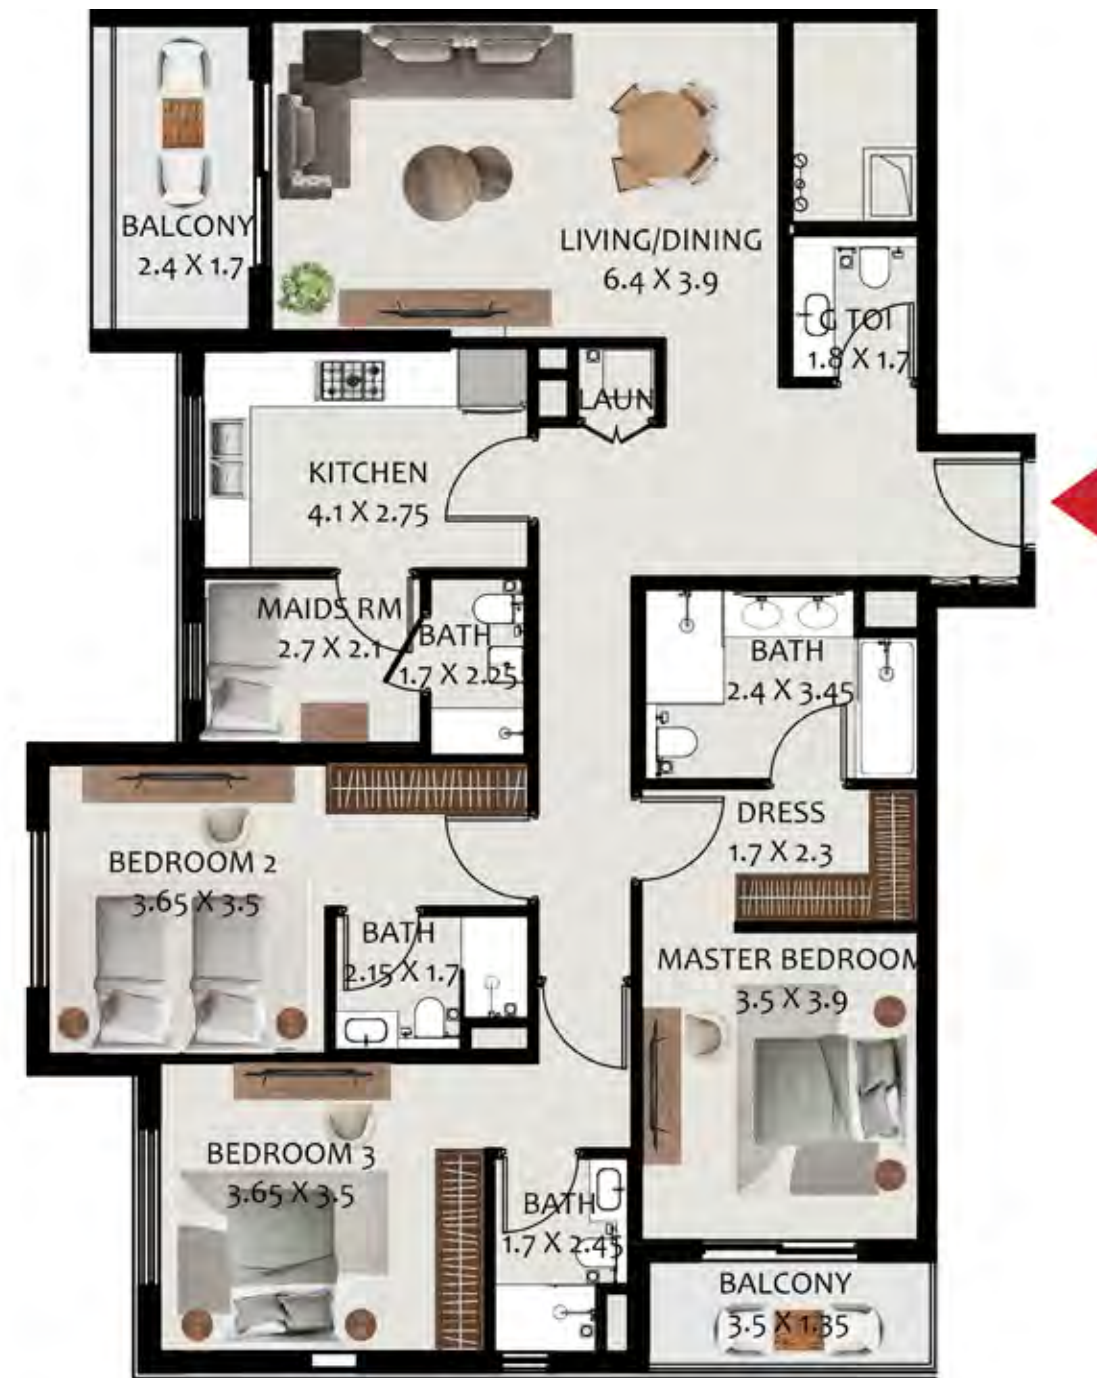 BALCONY
2.4 X 1.7
LIVING/DINING
6.4 X 3.9
G TOI
1.8 X 1.7
LAUN
KITCHEN
4.1 X 2.75
MAIDS RM
2.7 X 2.1
BATH
1.7 X 2.25
BATH
2.4 X 3.45
DRESS
1.7 X 2.3
BEDROOM 2
3.65 X 3.5
BATH
2.15 X 1.7
MASTER BEDROOM
3.5 X 3.9
BEDROOM 3
3.65 X 3.5
BATH
1.7 X 2.45
BALCONY
3.5 X 1.35